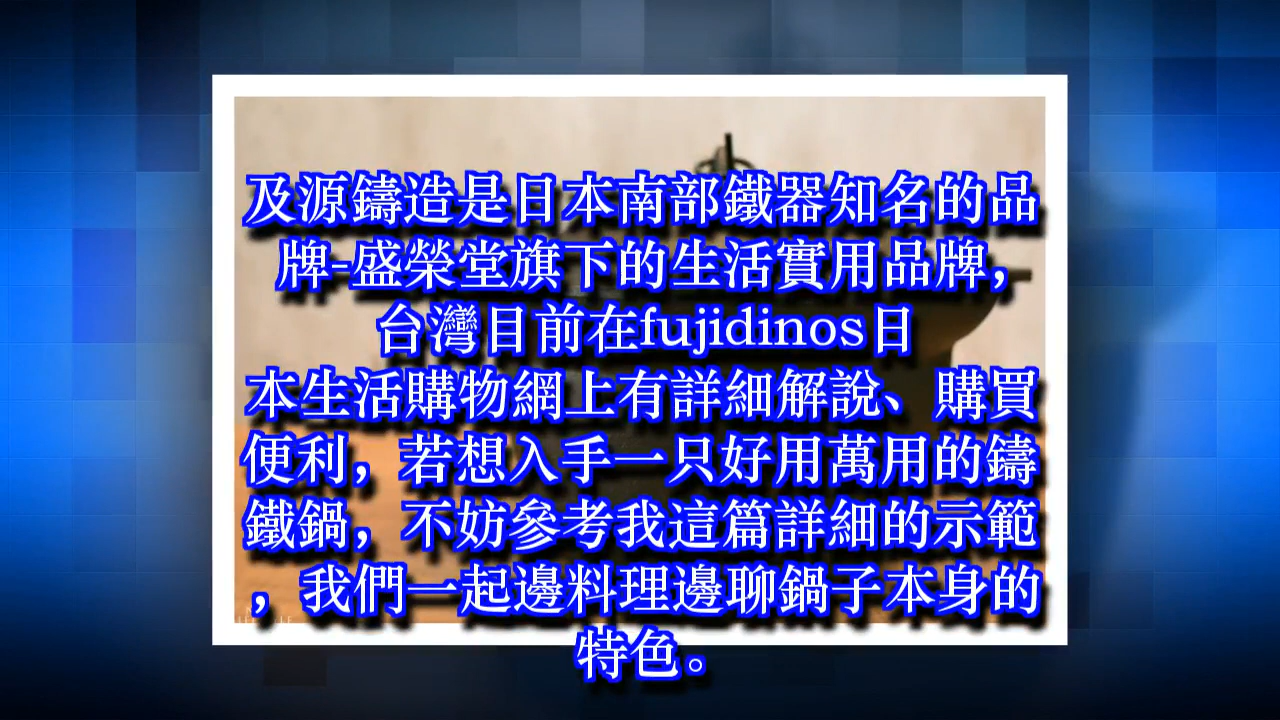 及源鑄造是日本南部鐵器知名的品
牌-盛榮堂旗下的生活實用品牌，
台灣目前在fujidinos日
本生活購物網上有詳細解說、購買
便利，若想入手一只好用萬用的鑄
鐵鍋，不妨參考我這篇詳細的示範
，我們一起邊料理邊聊鍋子本身的
特色。